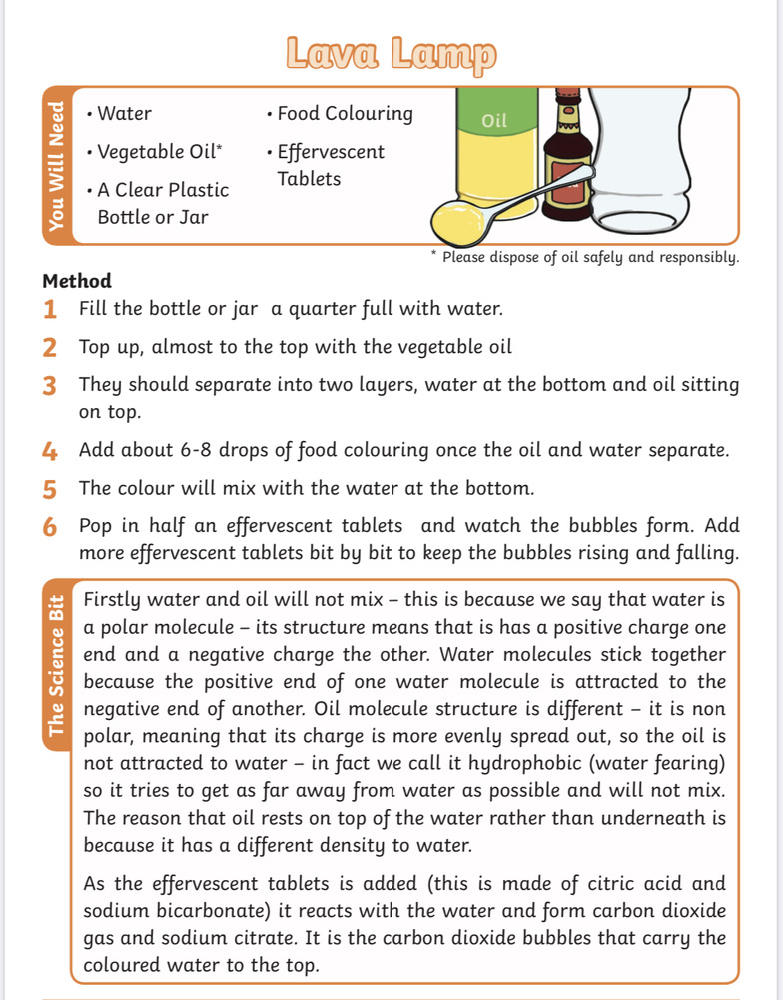 Lava Lamp
You Will Need
• Water
• Vegetable Oil*
• A Clear Plastic
Bottle or Jar
• Food Colouring
• Effervescent
Tablets
Oil
* Please dispose of oil safely and responsibly.
Method
1 Fill the bottle or jar  a quarter full with water.
2 Top up, almost to the top with the vegetable oil
3 They should separate into two layers, water at the bottom and oil sitting
on top.
4 Add about 6-8 drops of food colouring once the oil and water separate.
5 The colour will mix with the water at the bottom.
6 Pop in half an effervescent tablets  and watch the bubbles form. Add
more effervescent tablets bit by bit to keep the bubbles rising and falling.
The Science Bit
Firstly water and oil will not mix – this is because we say that water is
a polar molecule – its structure means that is has a positive charge one
end and a negative charge the other. Water molecules stick together
because the positive end of one water molecule is attracted to the
negative end of another. Oil molecule structure is different – it is non
polar, meaning that its charge is more evenly spread out, so the oil is
not attracted to water – in fact we call it hydrophobic (water fearing)
so it tries to get as far away from water as possible and will not mix.
The reason that oil rests on top of the water rather than underneath is
because it has a different density to water.
As the effervescent tablets is added (this is made of citric acid and
sodium bicarbonate) it reacts with the water and form carbon dioxide
gas and sodium citrate. It is the carbon dioxide bubbles that carry the
coloured water to the top.